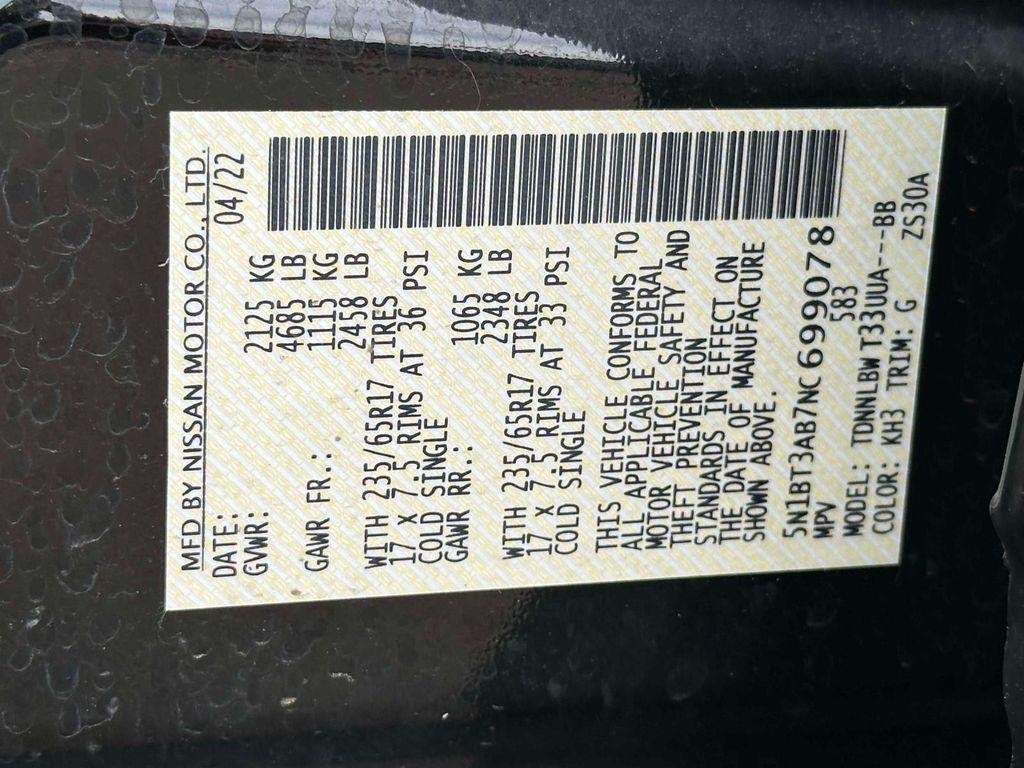 MFD BY NISSAN MOTOR CO., LTD.
DATE: 04/22
GVWR: 2125 KG
4685 LB
GAWR FR.: 1115 KG
2458 LB
WITH 235/65R17 TIRES
17 X 7.5 RIMS AT 36 PSI
COLD SINGLE
GAWR RR.: 1065 KG
2348 LB
WITH 235/65R17 TIRES
17 X 7.5 RIMS AT 33 PSI
COLD SINGLE
THIS VEHICLE CONFORMS TO
ALL APPLICABLE FEDERAL
MOTOR VEHICLE SAFETY AND
THEFT PREVENTION
STANDARDS IN EFFECT ON
THE DATE OF MANUFACTURE
SHOWN ABOVE.
5N1BT3AB7NC699078
MPV 583
MODEL: TDNNLBW T33UUA---BB
COLOR: KH3 TRIM: G ZS30A